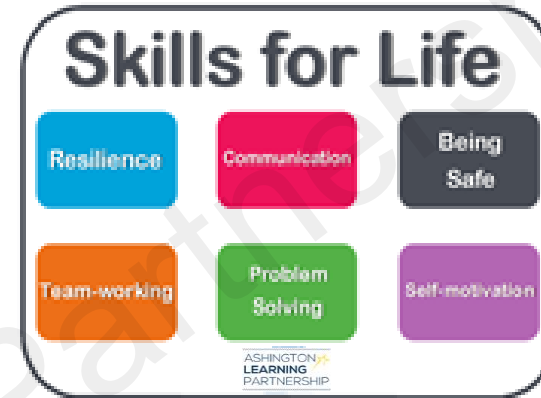 Skills for Life
Resilience
Communication
Being
Safe
Team-working
Problem
Solving
Self-motivation
ASHINGTON
LEARNING
PARTNERSHIP